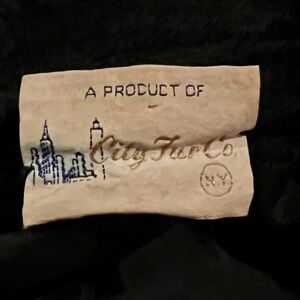 A PRODUCT OF
City Fur Co.
N.Y.